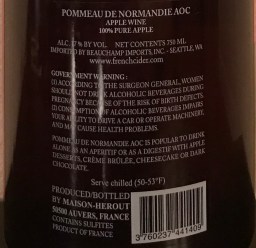 POMMEAU DE NORMANDIE AOC
APPLE WINE
100% PURE APPLE
ALC. 17% BY VOL. NET CONTENTS 750 ML
IMPORTED BY BEAUCHAMP IMPORTS, INC. - SEATTLE, WA
www.frenchcider.com
GOVERNMENT WARNING:
(1) ACCORDING TO THE SURGEON GENERAL, WOMEN
SHOULD NOT DRINK ALCOHOLIC BEVERAGES DURING
PREGNANCY BECAUSE OF THE RISK OF BIRTH DEFECTS.
(2) CONSUMPTION OF ALCOHOLIC BEVERAGES IMPAIRS
YOUR ABILITY TO DRIVE A CAR OR OPERATE MACHINERY,
AND MAY CAUSE HEALTH PROBLEMS.
POMMEAU DE NORMANDIE AOC IS POPULAR TO DRINK
ALONE AS AN APERITIF OR AS A DIGESTIF WITH APPLE
DESSERTS, CRÈME BRÛLÉE, CHEESECAKE OR DARK
CHOCOLATE.
Serve chilled (50-53°F)
PRODUCED/BOTTLED
BY MAISON-HEROUT
50500 AUVERS, FRANCE
CONTAINS SULFITES
PRODUCT OF FRANCE
3 760237 441409